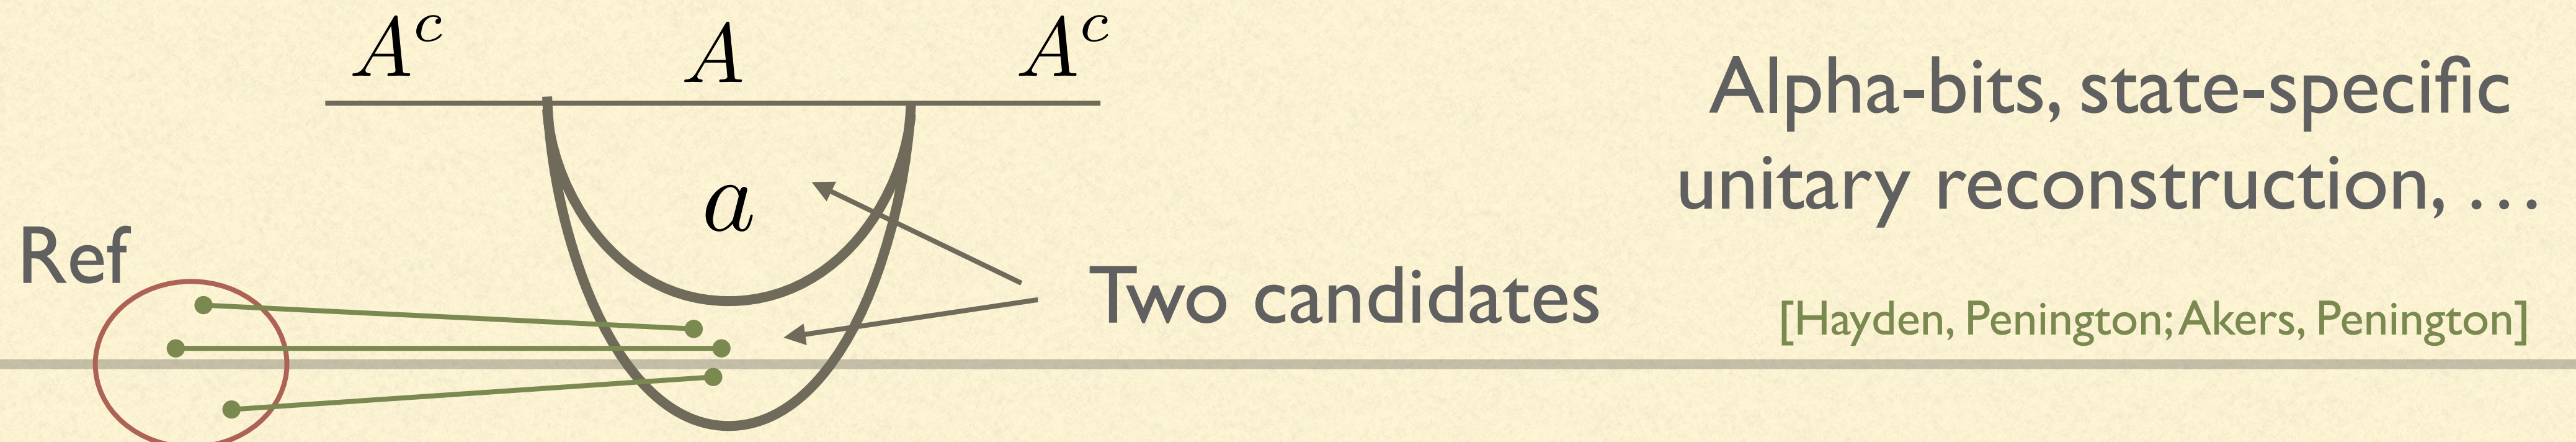 A^c A A^c
Alpha-bits, state-specific
unitary reconstruction, …
a
Ref
Two candidates
[Hayden, Penington; Akers, Penington]